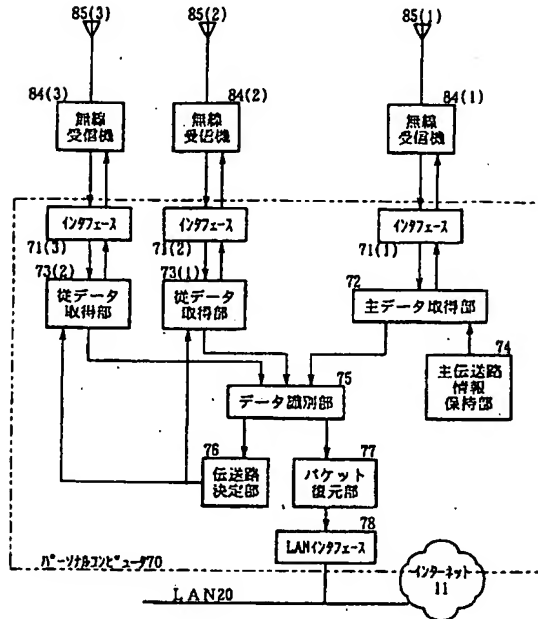 85(3) 85(2) 85(1)
84(3) 84(2) 84(1)
無線
受信機
無線
受信機
無線
受信機
インタフェース
インタフェース
インタフェース
71(3) 71(2) 71(1)
73(2) 73(1) 72
従データ
取得部
従データ
取得部
主データ取得部
74
主伝送路
情報
保持部
75
データ識別部
76 77
伝送路
決定部
パケット
復元部
78
LANインタフェース
パーソナルコンピュータ70
インターネット
11
LAN20